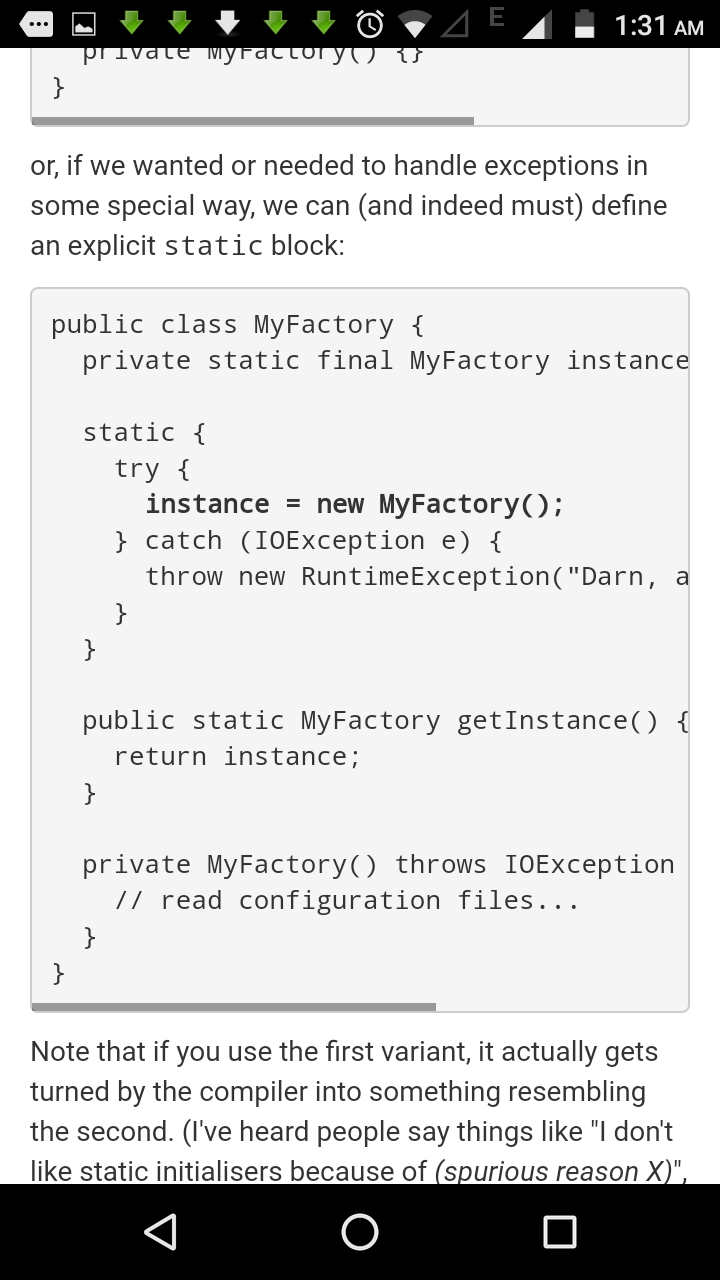 E 1:31 AM
private MyFactory() {}
}
or, if we wanted or needed to handle exceptions in
some special way, we can (and indeed must) define
an explicit static block:
public class MyFactory {
private static final MyFactory instance
static {
try {
instance = new MyFactory();
} catch (IOException e) {
throw new RuntimeException("Darn, a
}
}
public static MyFactory getInstance() {
return instance;
}
private MyFactory() throws IOException
// read configuration files...
}
}
Note that if you use the first variant, it actually gets
turned by the compiler into something resembling
the second. (I've heard people say things like "I don't
like static initialisers because of (spurious reason X)",